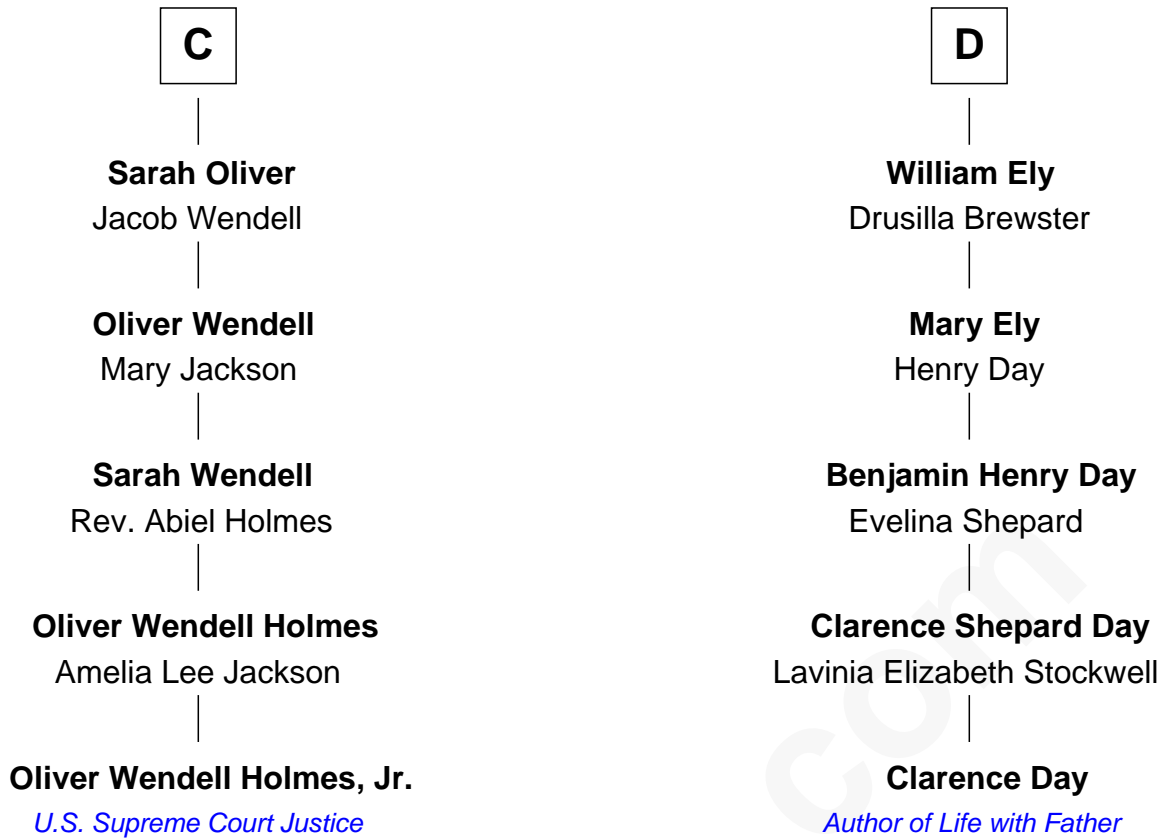 C
Sarah Oliver
Jacob Wendell
Oliver Wendell
Mary Jackson
Sarah Wendell
Rev. Abiel Holmes
Oliver Wendell Holmes
Amelia Lee Jackson
Oliver Wendell Holmes, Jr.
U.S. Supreme Court Justice
D
William Ely
Drusilla Brewster
Mary Ely
Henry Day
Benjamin Henry Day
Evelina Shepard
Clarence Shepard Day
Lavinia Elizabeth Stockwell
Clarence Day
Author of Life with Father
com